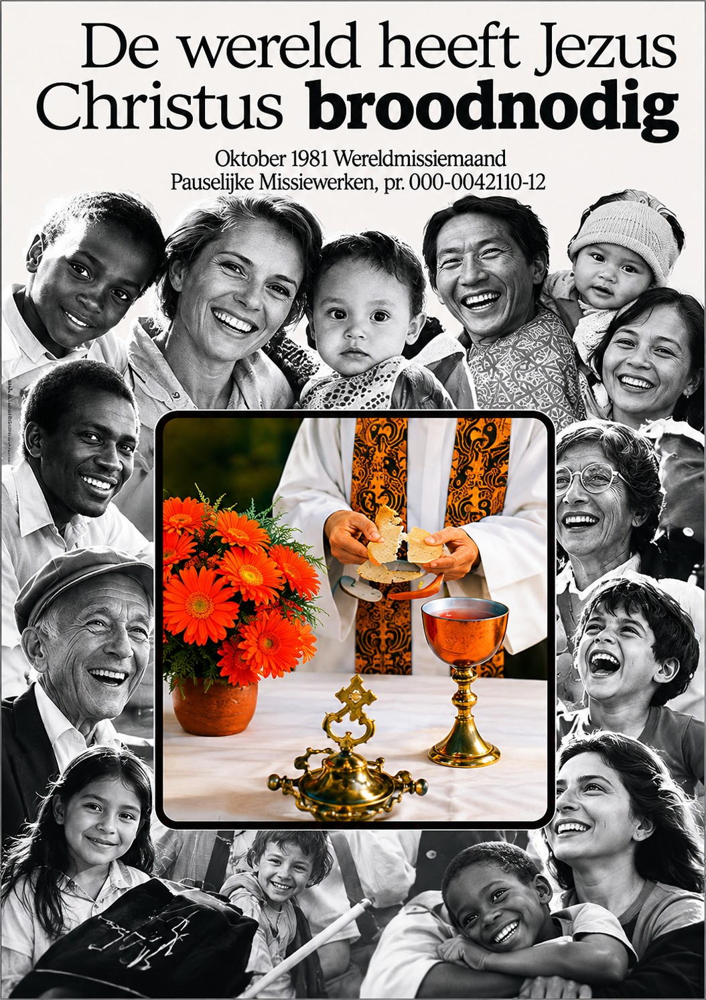 De wereld heeft Jezus
Christus broodnodig
Oktober 1981 Wereldmissiemaand
Pauselijke Missiewerken, pr. 000-0042110-12